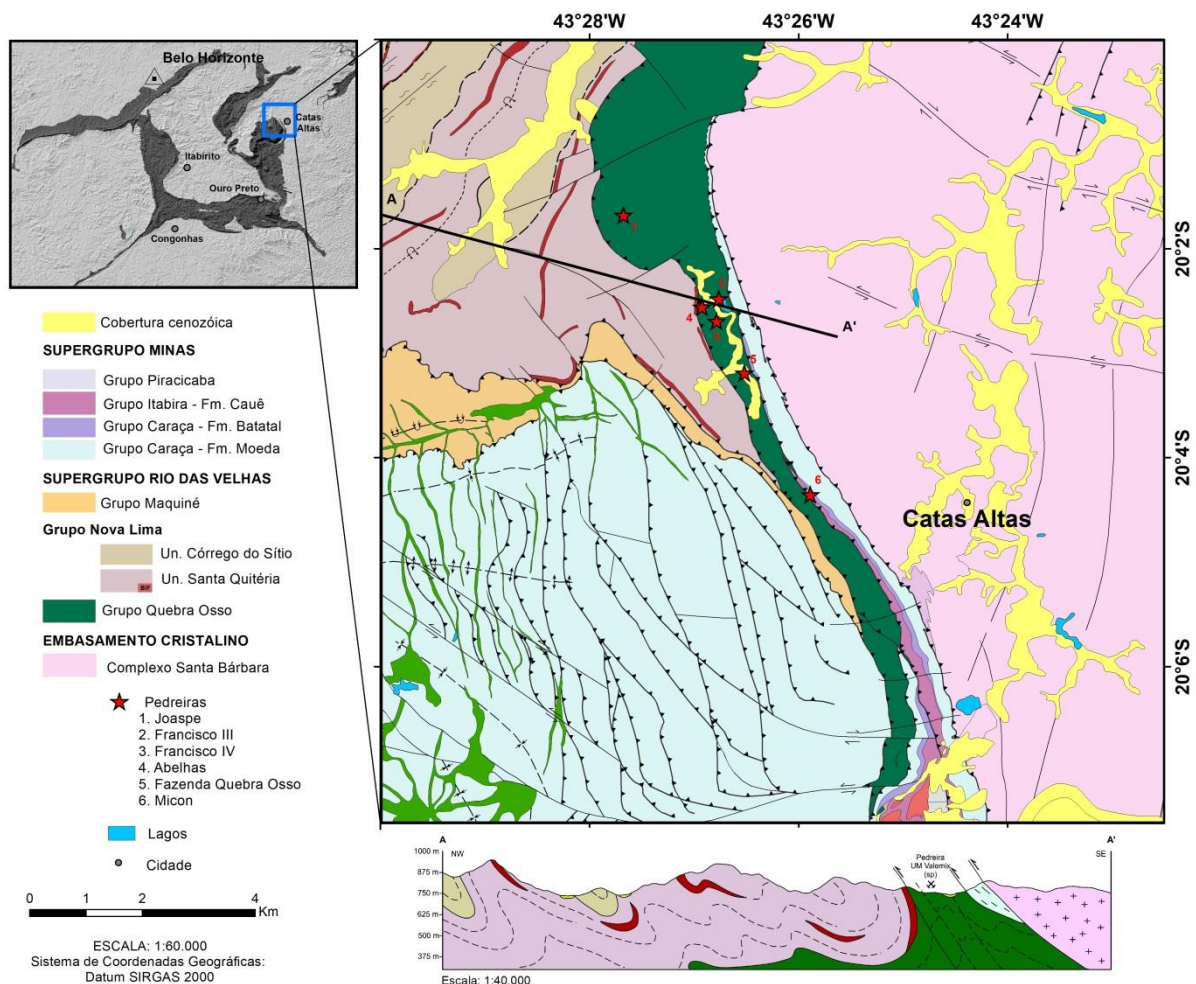 43°28'W
43°26'W
43°24'W
Belo Horizonte
Catas
Altas
Itabirito
Ouro Preto
Congonhas
A
1
20°2'S
4
A'
5
20°4'S
6
Catas Altas
20°6'S
Cobertura cenozóica
SUPERGRUPO MINAS
Grupo Piracicaba
Grupo Itabira - Fm. Cauê
Grupo Caraça - Fm. Batatal
Grupo Caraça - Fm. Moeda
SUPERGRUPO RIO DAS VELHAS
Grupo Maquiné
Grupo Nova Lima
Un. Córrego do Sítio
Un. Santa Quitéria
BIF
Grupo Quebra Osso
EMBASAMENTO CRISTALINO
Complexo Santa Bárbara
Pedreiras
1. Joaspe
2. Francisco III
3. Francisco IV
4. Abelhas
5. Fazenda Quebra Osso
6. Micon
Lagos
Cidade
0 2 4
Km
ESCALA: 1:60.000
Sistema de Coordenadas Geográficas:
Datum SIRGAS 2000
A
A'
NW
SE
1000 m
875 m
750 m
625 m
500 m
375 m
Pedreira
UM Valemix
(sp)
Escala: 1:40.000